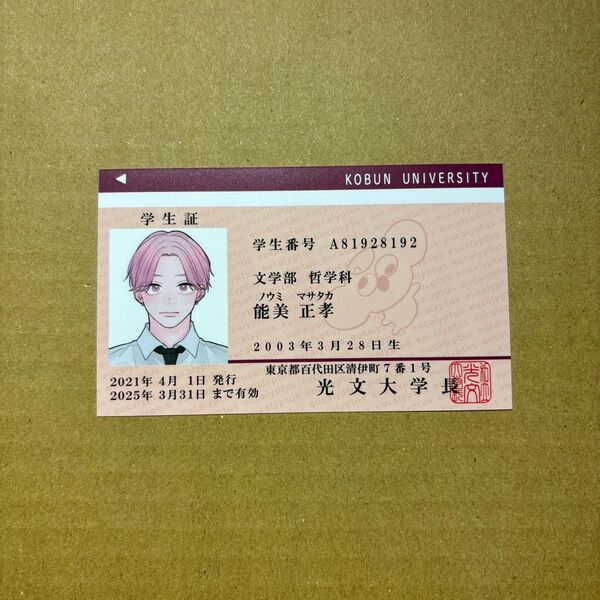 KOBUN UNIVERSITY
学生証
学生番号 A81928192
文学部 哲学科
ノウミ マサタカ
能美 正孝
2003年3月28日生
2021年 4月 1日 発行
2025年 3月31日 まで有効
東京都百代田区清伊町7番1号
光文大学長